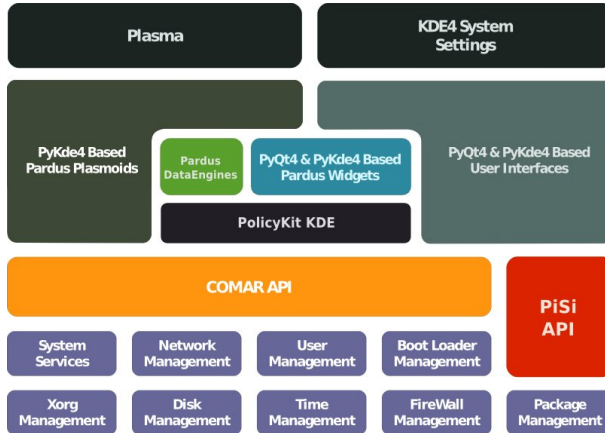 Plasma
KDE4 System
Settings
PyKde4 Based
Pardus Plasmoids
Pardus
DataEngines
PyQt4 & PyKde4 Based
Pardus Widgets
PyQt4 & PyKde4 Based
User Interfaces
PolicyKit KDE
COMAR API
PiSi
API
System
Services
Network
Management
User
Management
Boot Loader
Management
Xorg
Management
Disk
Management
Time
Management
FireWall
Management
Package
Management